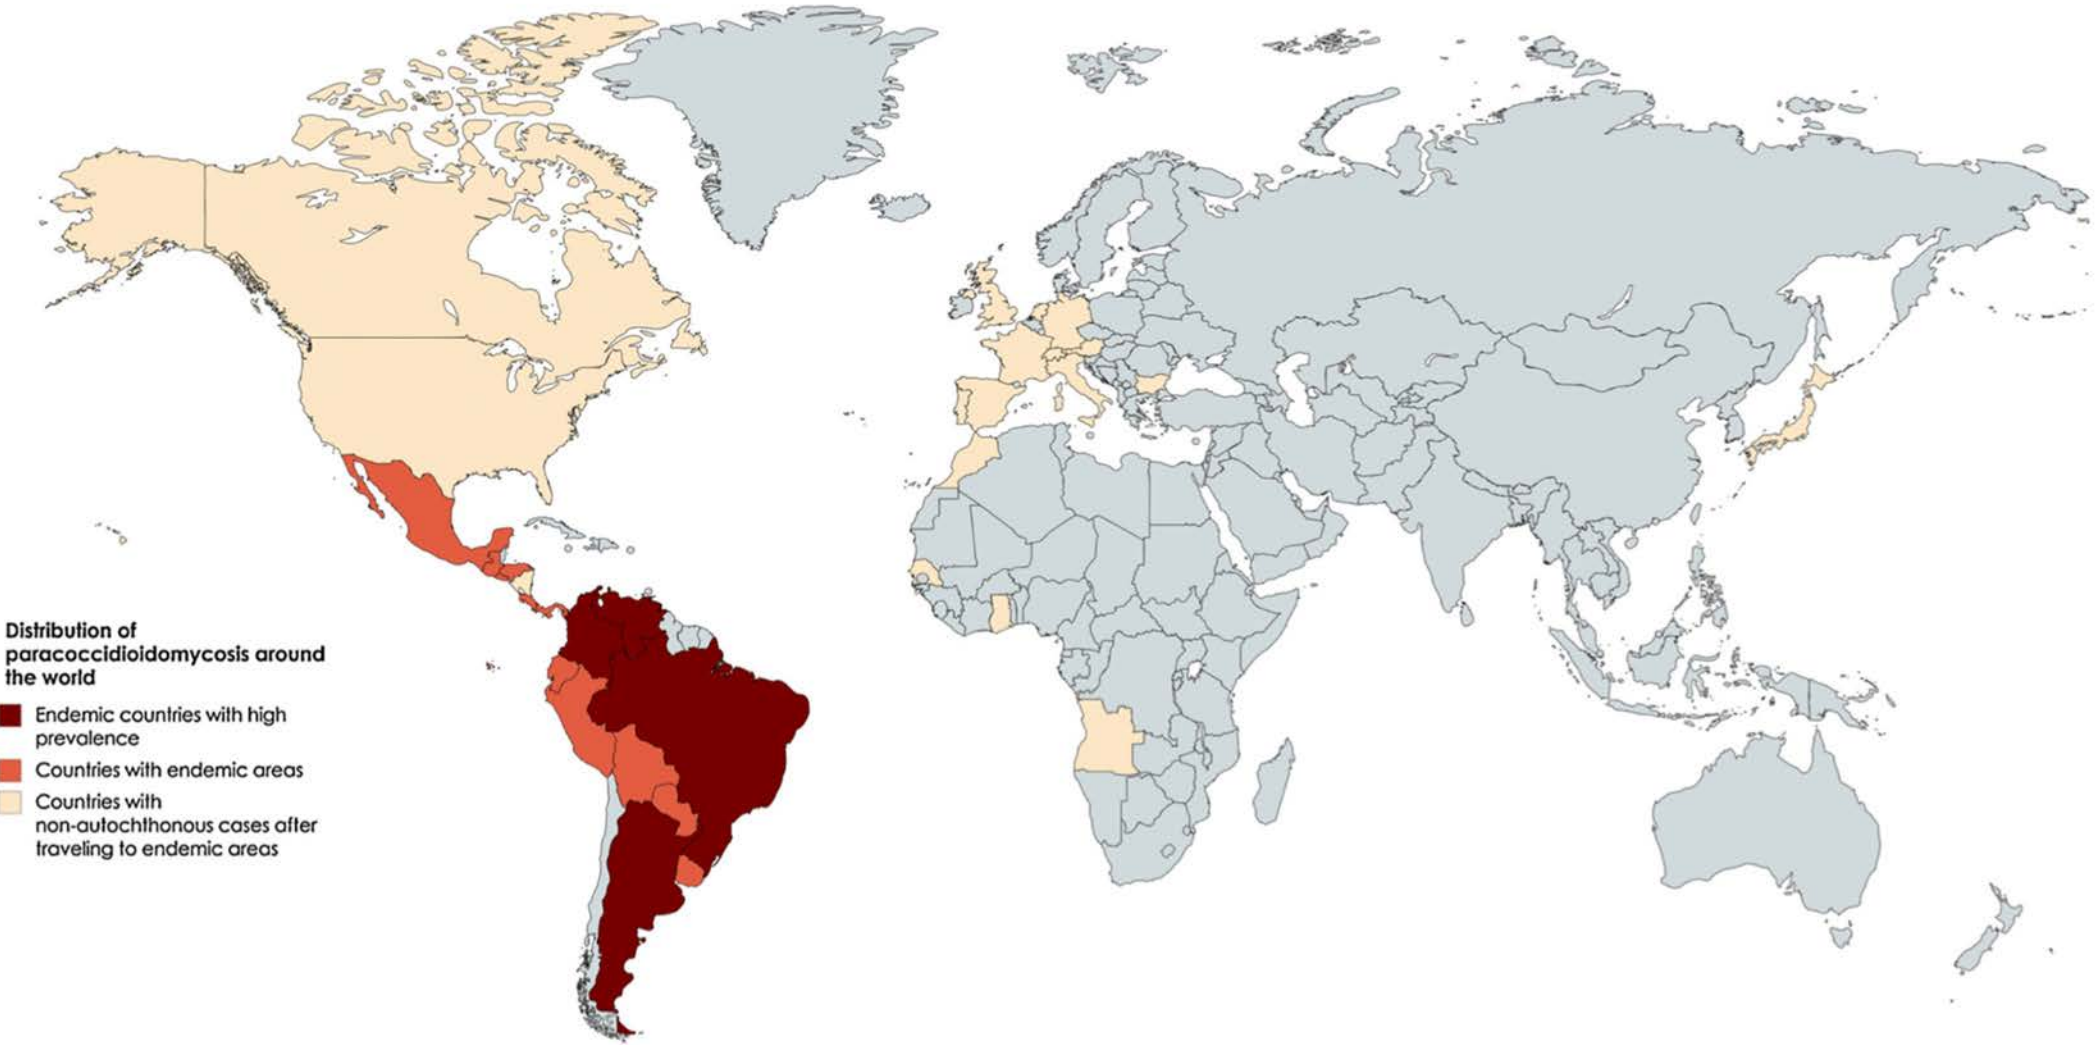 Distribution of
paracoccidioidomycosis around
the world
Endemic countries with high
prevalence
Countries with endemic areas
Countries with
non-autochthonous cases after
traveling to endemic areas